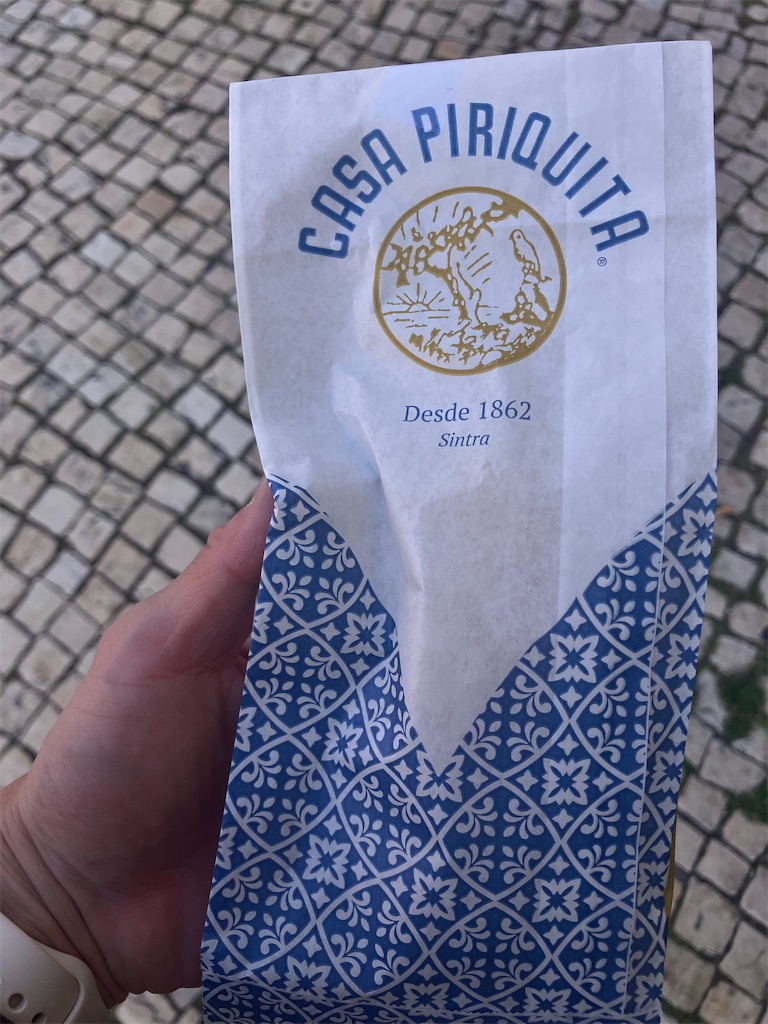 CASA PIRIQUITA
®
Desde 1862
Sintra